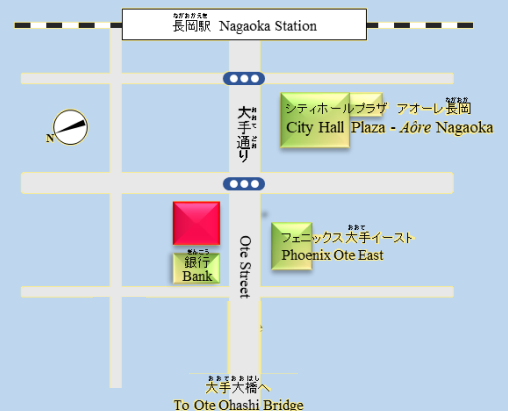 ながおかえき
長岡駅 Nagaoka Station
おおて どお
大手通り
ながおか
シティホールプラザ アオーレ長岡
City Hall Plaza - Aôre Nagaoka
N
おおて
フェニックス大手イースト
Phoenix Ote East
ぎんこう
銀行
Bank
Ote Street
おおておおはし
大手大橋へ
To Ote Ohashi Bridge